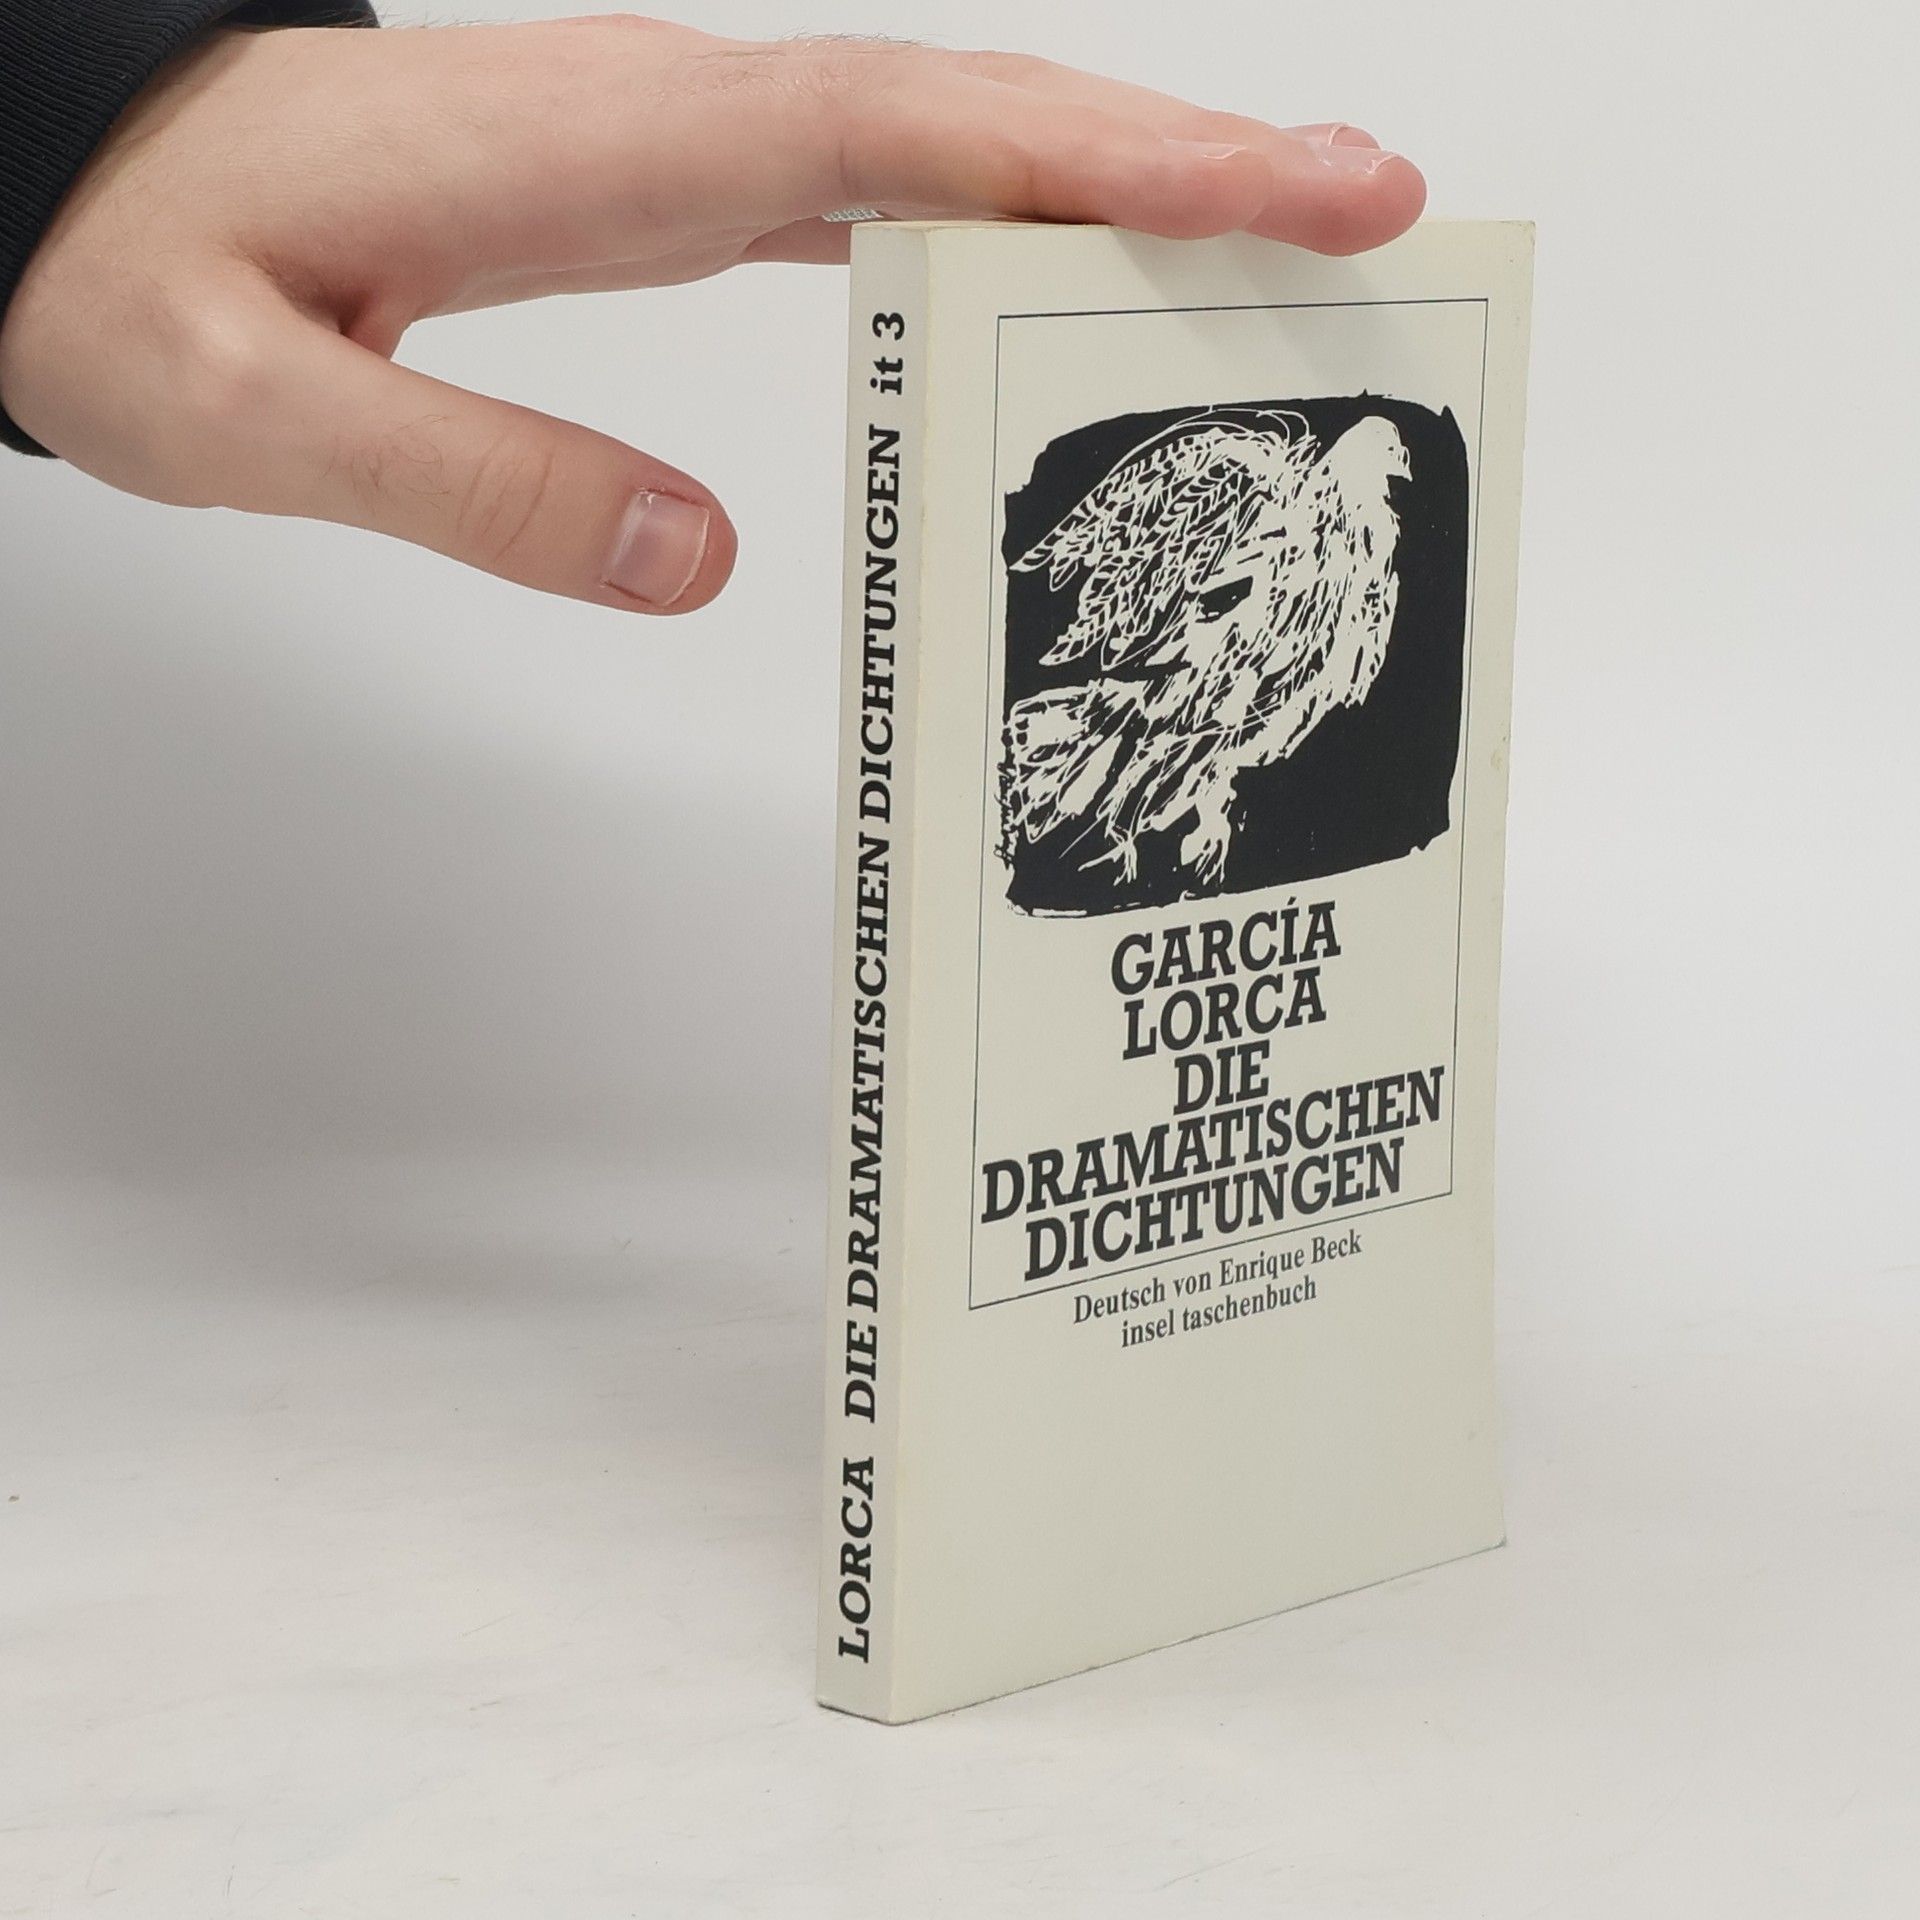 LORCA DIE DRAMATISCHEN DICHTUNGEN it 3
GARCÍA
LORCA
DIE
DRAMATISCHEN
DICHTUNGEN
Deutsch von Enrique Beck
insel taschenbuch